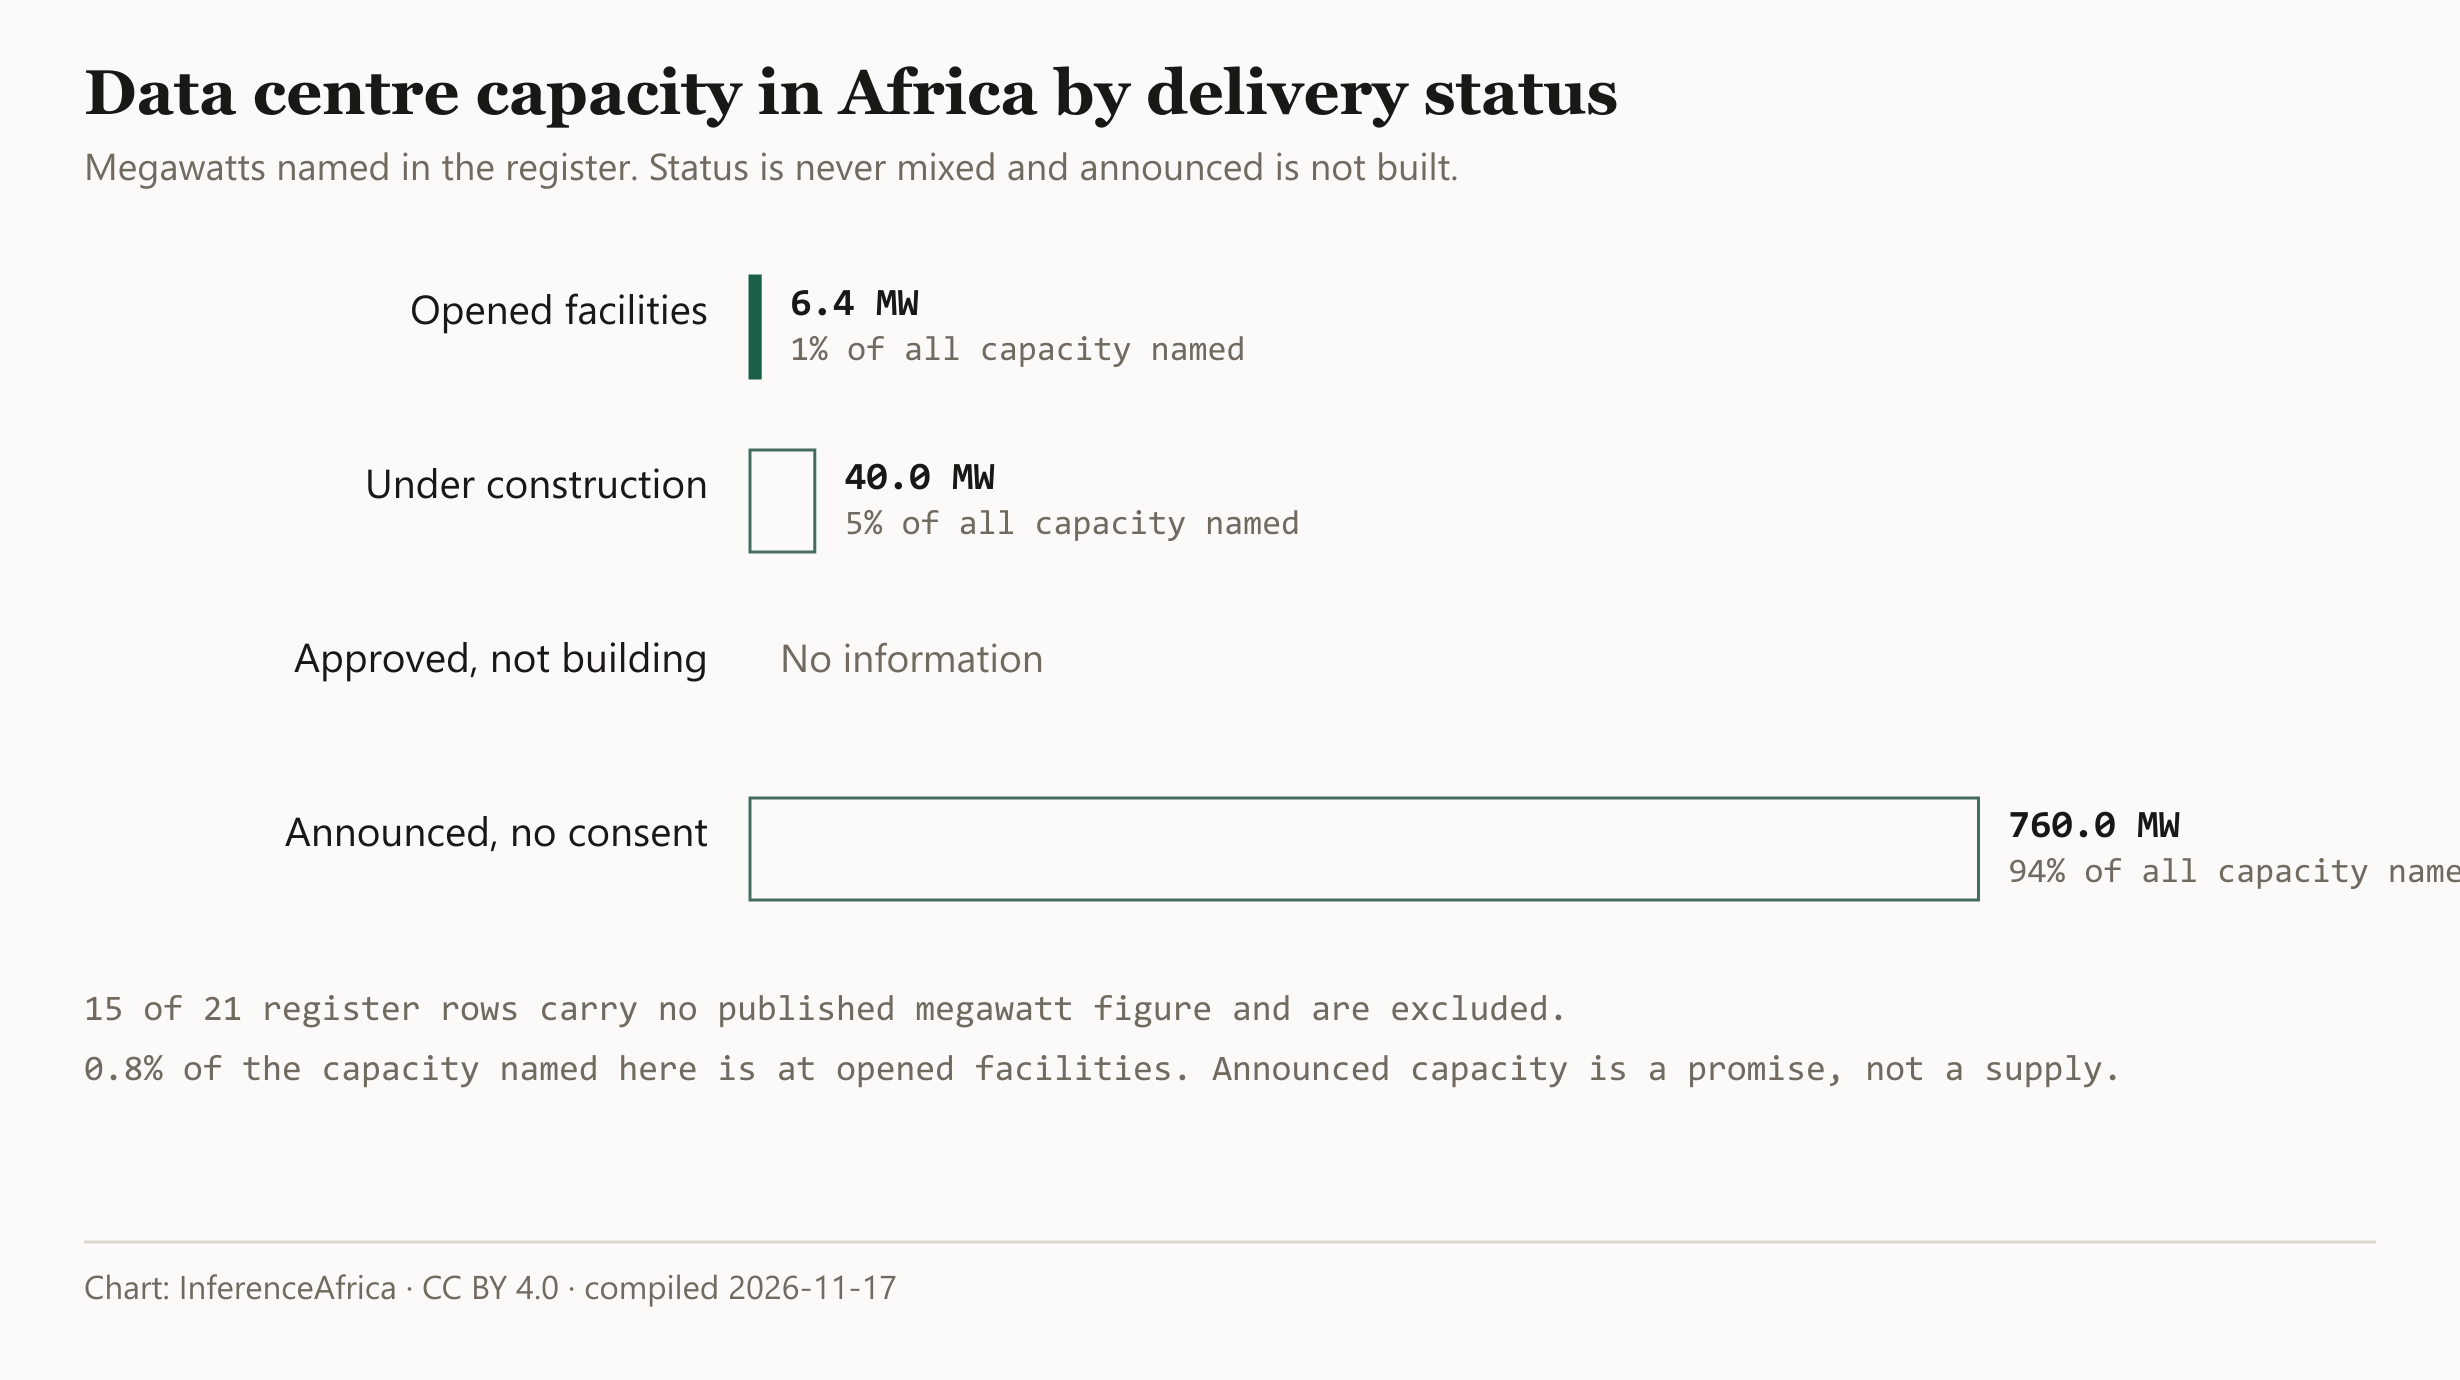 Data centre capacity in Africa by delivery status
Megawatts named in the register. Status is never mixed and announced is not built.
Opened facilities
6.4 MW
1% of all capacity named
Under construction
40.0 MW
5% of all capacity named
Approved, not building
No information
Announced, no consent
760.0 MW
94% of all capacity name
15 of 21 register rows carry no published megawatt figure and are excluded.
0.8% of the capacity named here is at opened facilities. Announced capacity is a promise, not a supply.
Chart: InferenceAfrica · CC BY 4.0 · compiled 2026-11-17